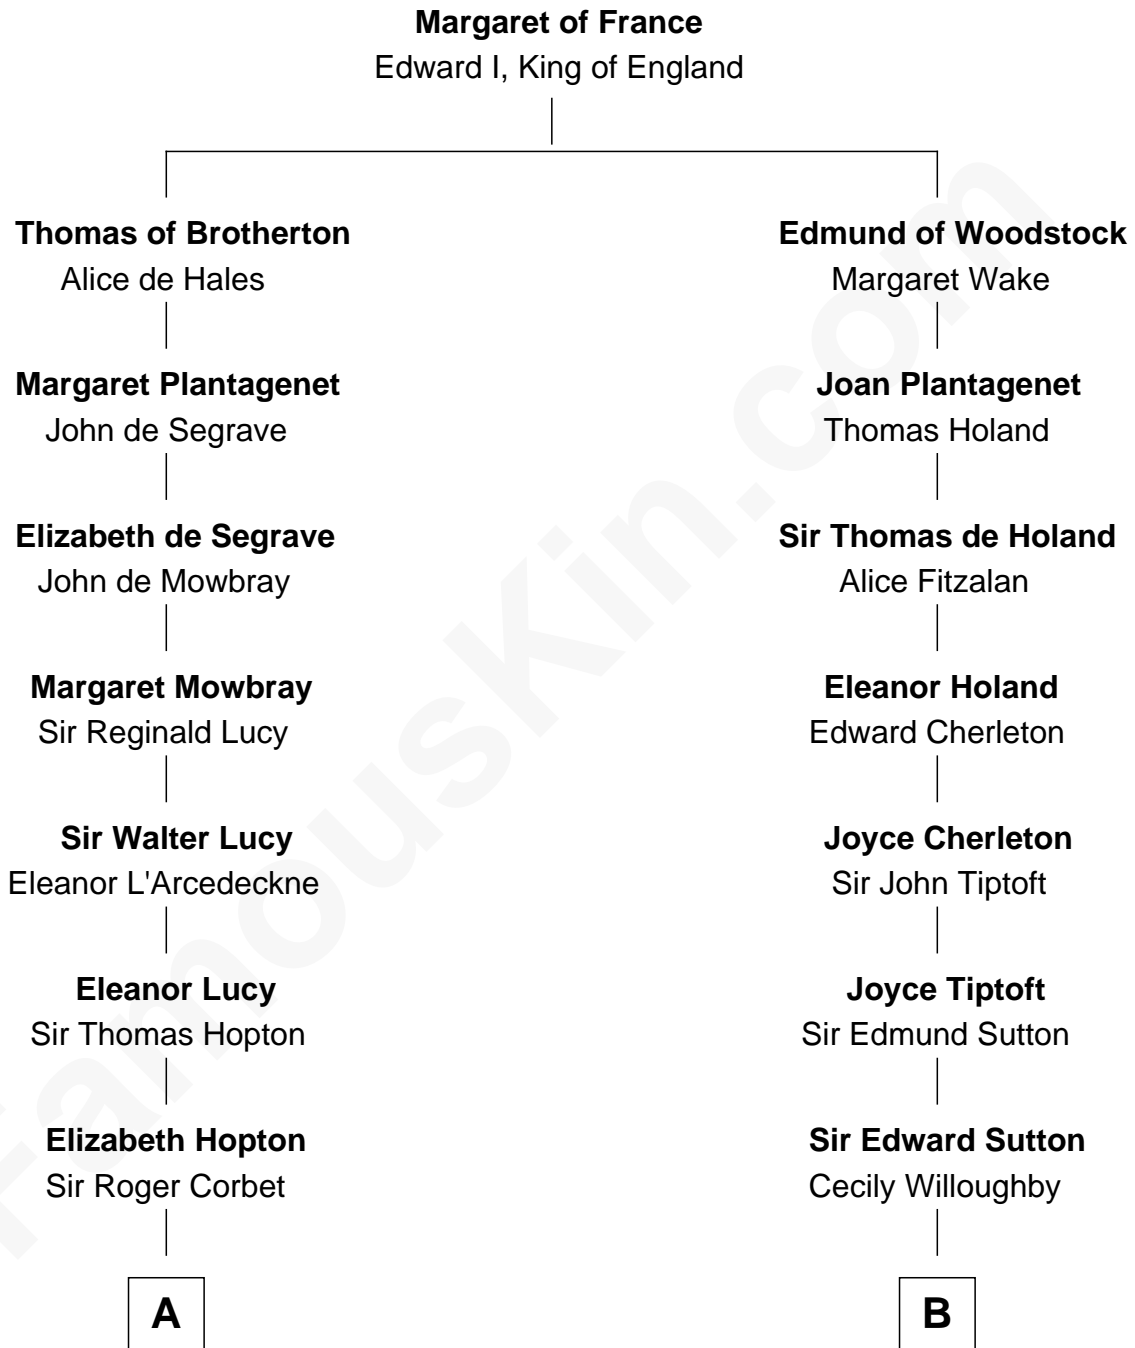 Margaret of France
Edward I, King of England
Thomas of Brotherton
Alice de Hales
Edmund of Woodstock
Margaret Wake
Margaret Plantagenet
John de Segrave
Joan Plantagenet
Thomas Holand
Elizabeth de Segrave
John de Mowbray
Sir Thomas de Holand
Alice Fitzalan
Margaret Mowbray
Sir Reginald Lucy
Eleanor Holand
Edward Cherleton
Sir Walter Lucy
Eleanor L'Arcedeckne
Joyce Cherleton
Sir John Tiptoft
Eleanor Lucy
Sir Thomas Hopton
Joyce Tiptoft
Sir Edmund Sutton
Elizabeth Hopton
Sir Roger Corbet
Sir Edward Sutton
Cecily Willoughby
A
B
FamousKin.com